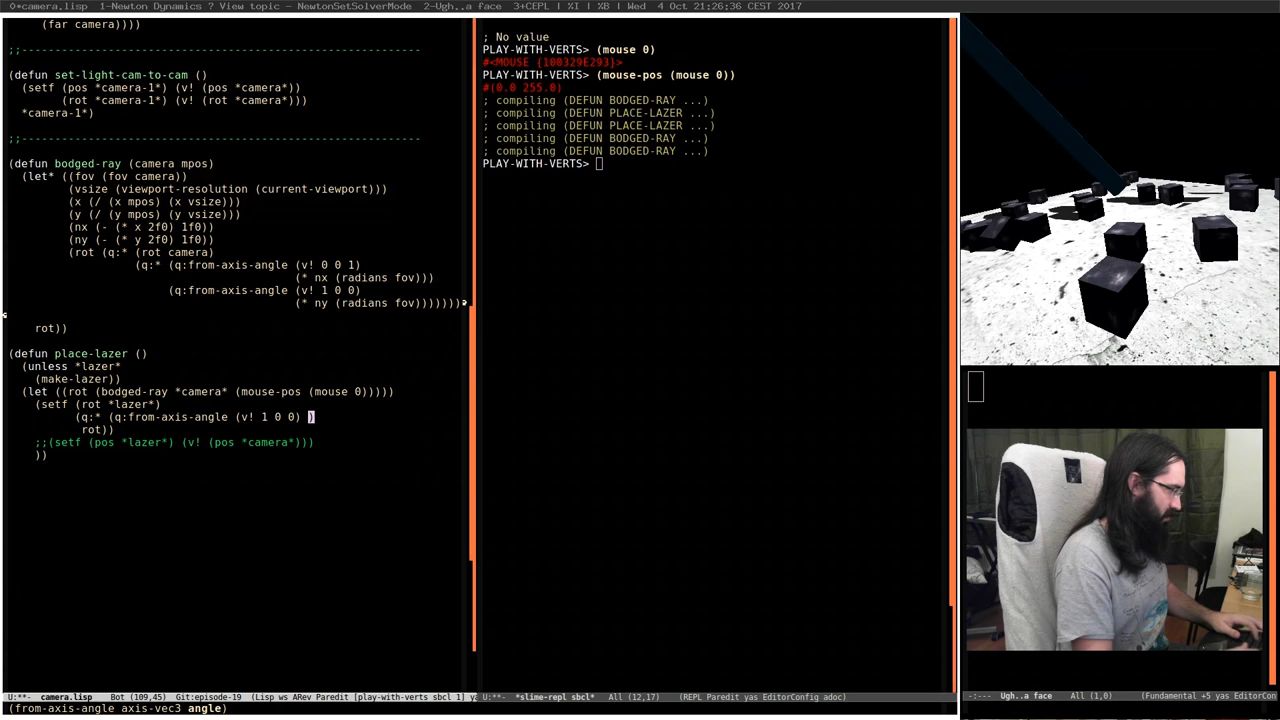 0*camera.lisp  1-Newton Dynamics ? View topic - NewtonSetSolverMode  2-Ugh..a face  3+CEPL | %I | %B | Wed  4 Oct 21:26:36 CEST 2017
(far camera))))
;;---------------------------------------------------------------
(defun set-light-cam-to-cam ()
(setf (pos *camera-1*) (v! (pos *camera*))
(rot *camera-1*) (v! (rot *camera*)))
*camera-1*)
;;---------------------------------------------------------------
(defun bodged-ray (camera mpos)
(let* ((fov (fov camera))
(vsize (viewport-resolution (current-viewport)))
(x (/ (x mpos) (x vsize)))
(y (/ (y mpos) (y vsize)))
(nx (- (* x 2f0) 1f0))
(ny (- (* y 2f0) 1f0))
(rot (q:* (rot camera)
(q:* (q:from-axis-angle (v! 0 0 1)
(* nx (radians fov)))
(q:from-axis-angle (v! 1 0 0)
(* ny (radians fov)))))))
rot))
(defun place-lazer ()
(unless *lazer*
(make-lazer))
(let ((rot (bodged-ray *camera* (mouse-pos (mouse 0)))))
(setf (rot *lazer*)
(q:* (q:from-axis-angle (v! 1 0 0) )
rot))
;;(setf (pos *lazer*) (v! (pos *camera*)))
))
U:**-  camera.lisp    Bot (109,45)  Git:episode-19  (Lisp ws ARev Paredit [play-with-verts sbcl 1] y
(from-axis-angle axis-vec3 angle)
; No value
PLAY-WITH-VERTS> (mouse 0)
#<MOUSE {100329E293}>
PLAY-WITH-VERTS> (mouse-pos (mouse 0))
#(0.0 255.0)
; compiling (DEFUN BODGED-RAY ...)
; compiling (DEFUN PLACE-LAZER ...)
; compiling (DEFUN PLACE-LAZER ...)
; compiling (DEFUN BODGED-RAY ...)
; compiling (DEFUN BODGED-RAY ...)
PLAY-WITH-VERTS>
U:**-  *slime-repl sbcl*   All (12,17)    (REPL Paredit yas EditorConfig adoc)
-:---  Ugh..a face    All (1,0)     (Fundamental +5 yas EditorCon